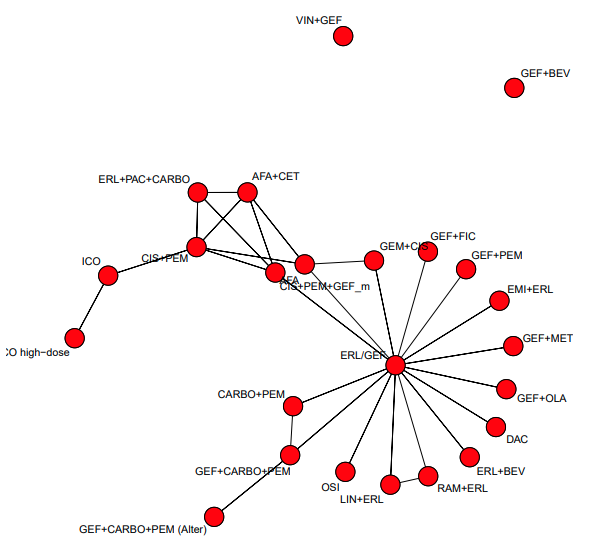 VIN+GEF
GEF+BEV
ERL+PAC+CARBO
AFA+CET
GEM+CIS
GEF+FIC
ICO
CIS+PEM
GEF+PEM
AFA
CIS+PEM+GEF_m
EMI+ERL
CO high−dose
ERL/GEF
GEF+MET
CARBO+PEM
GEF+OLA
DAC
GEF+CARBO+PEM
ERL+BEV
OSI
RAM+ERL
LIN+ERL
GEF+CARBO+PEM (Alter)